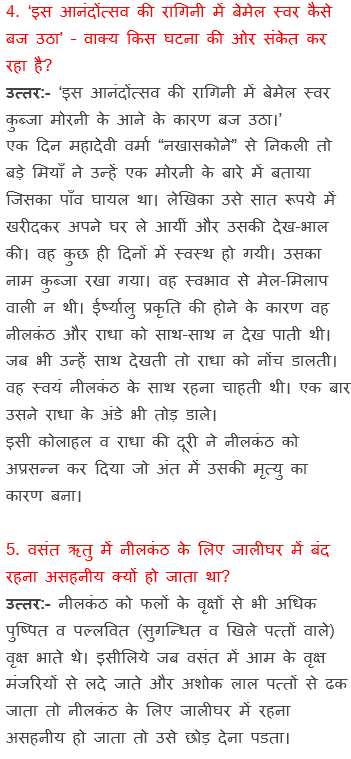 4. 'इस आनंदोंत्सव की रागिनी में बेमेल स्वर कैसे
बज उठा' - वाक्य किस घटना की ओर संकेत कर
रहा है?
उत्तर:- 'इस आनंदोंत्सव की रागिनी में बेमेल स्वर
कुब्जा मोरनी के आने के कारण बज उठा।'
एक दिन महादेवी वर्मा "नखासकोने" से निकली तो
बड़े मियाँ ने उन्हें एक मोरनी के बारे में बताया
जिसका पाँव घायल था। लेखिका उसे सात रूपये में
खरीदकर अपने घर ले आयीं और उसकी देख-भाल
की। वह कुछ ही दिनों में स्वस्थ हो गयी। उसका
नाम कुब्जा रखा गया। वह स्वभाव से मेल-मिलाप
वाली न थी। ईर्ष्यालु प्रकृति की होने के कारण वह
नीलकंठ और राधा को साथ-साथ न देख पाती थी।
जब भी उन्हें साथ देखती तो राधा को नोंच डालती।
वह स्वयं नीलकंठ के साथ रहना चाहती थी। एक बार
उसने राधा के अंडे भी तोड़ डाले।
इसी कोलाहल व राधा की दूरी ने नीलकंठ को
अप्रसन्न कर दिया जो अंत में उसकी मृत्यु का
कारण बना।
5. वसंत ऋतु में नीलकंठ के लिए जालीघर में बंद
रहना असहनीय क्यों हो जाता था?
उत्तर:- नीलकंठ को फलों के वृक्षों से भी अधिक
पुष्पित व पल्लवित (सुगन्धित व खिले पत्तों वाले)
वृक्ष भाते थे। इसीलिये जब वसंत में आम के वृक्ष
मंजरियों से लदे जाते और अशोक लाल पत्तों से ढक
जाता तो नीलकंठ के लिए जालीघर में रहना
असहनीय हो जाता तो उसे छोड़ देना पडता।